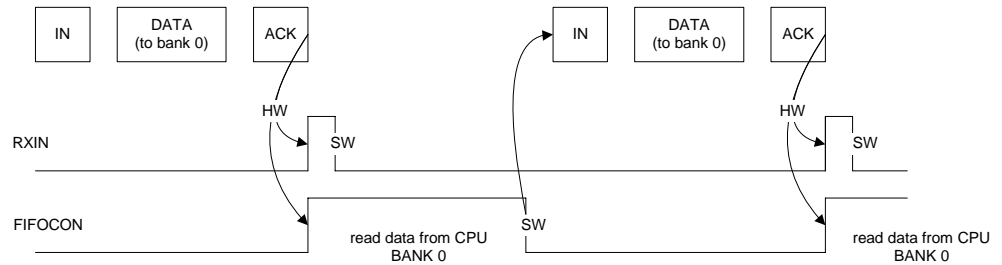 IN
DATA
(to bank 0)
ACK
IN
DATA
(to bank 0)
ACK
HW
HW
RXIN
SW
SW
FIFOCON
SW
read data from CPU
BANK 0
read data from CPU
BANK 0